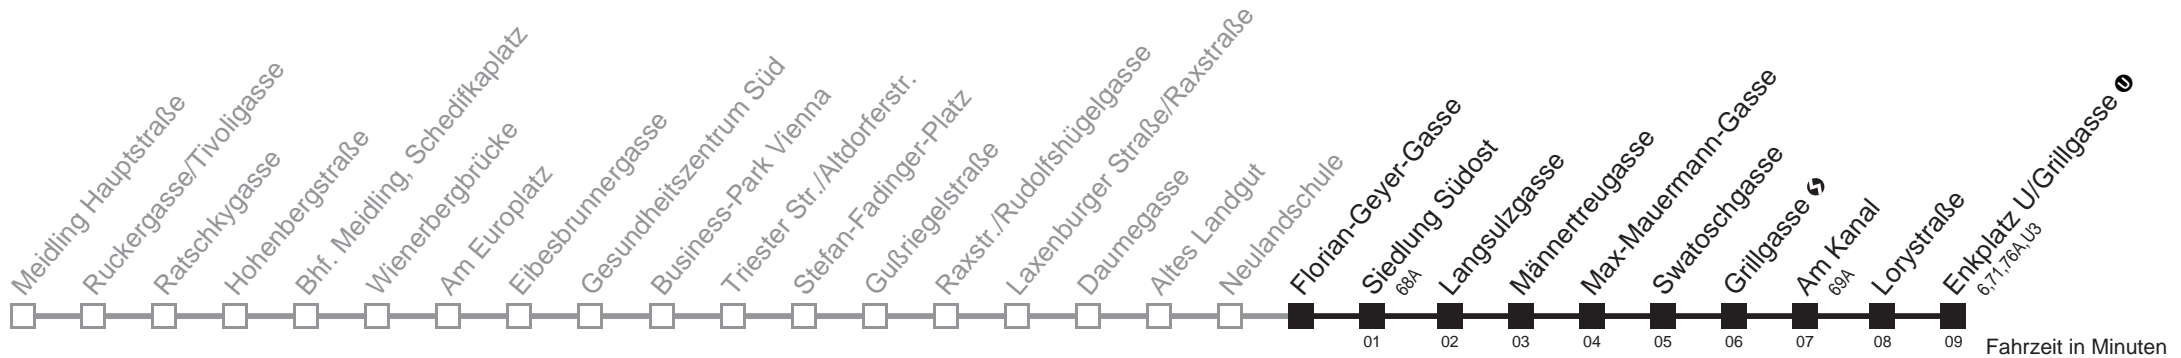 Meidling Hauptstraße
Ruckergasse/Tivoligasse
Ratschkygasse
Hohenbergstraße
Bhf. Meidling, Schedifkaplatz
Wienerbergbrücke
Am Europlatz
Eibesbrunnergasse
Gesundheitszentrum Süd
Business-Park Vienna
Triester Str./Altdorferstr.
Stefan-Fadinger-Platz
Gußriegelstraße
Raxstr./Rudolfshügelgasse
Laxenburger Straße/Raxstraße
Daumegasse
Altes Landgut
Neulandschule
Florian-Geyer-Gasse
Siedlung Südost
68A
Langsulzgasse
Männertreugasse
Max-Mauermann-Gasse
Swatoschgasse
Grillgasse
Am Kanal
69A
Lorystraße
Enkplatz U/Grillgasse U
6,71,76A,U3
01 02 03 04 05 06 07 08 09 Fahrzeit in Minuten